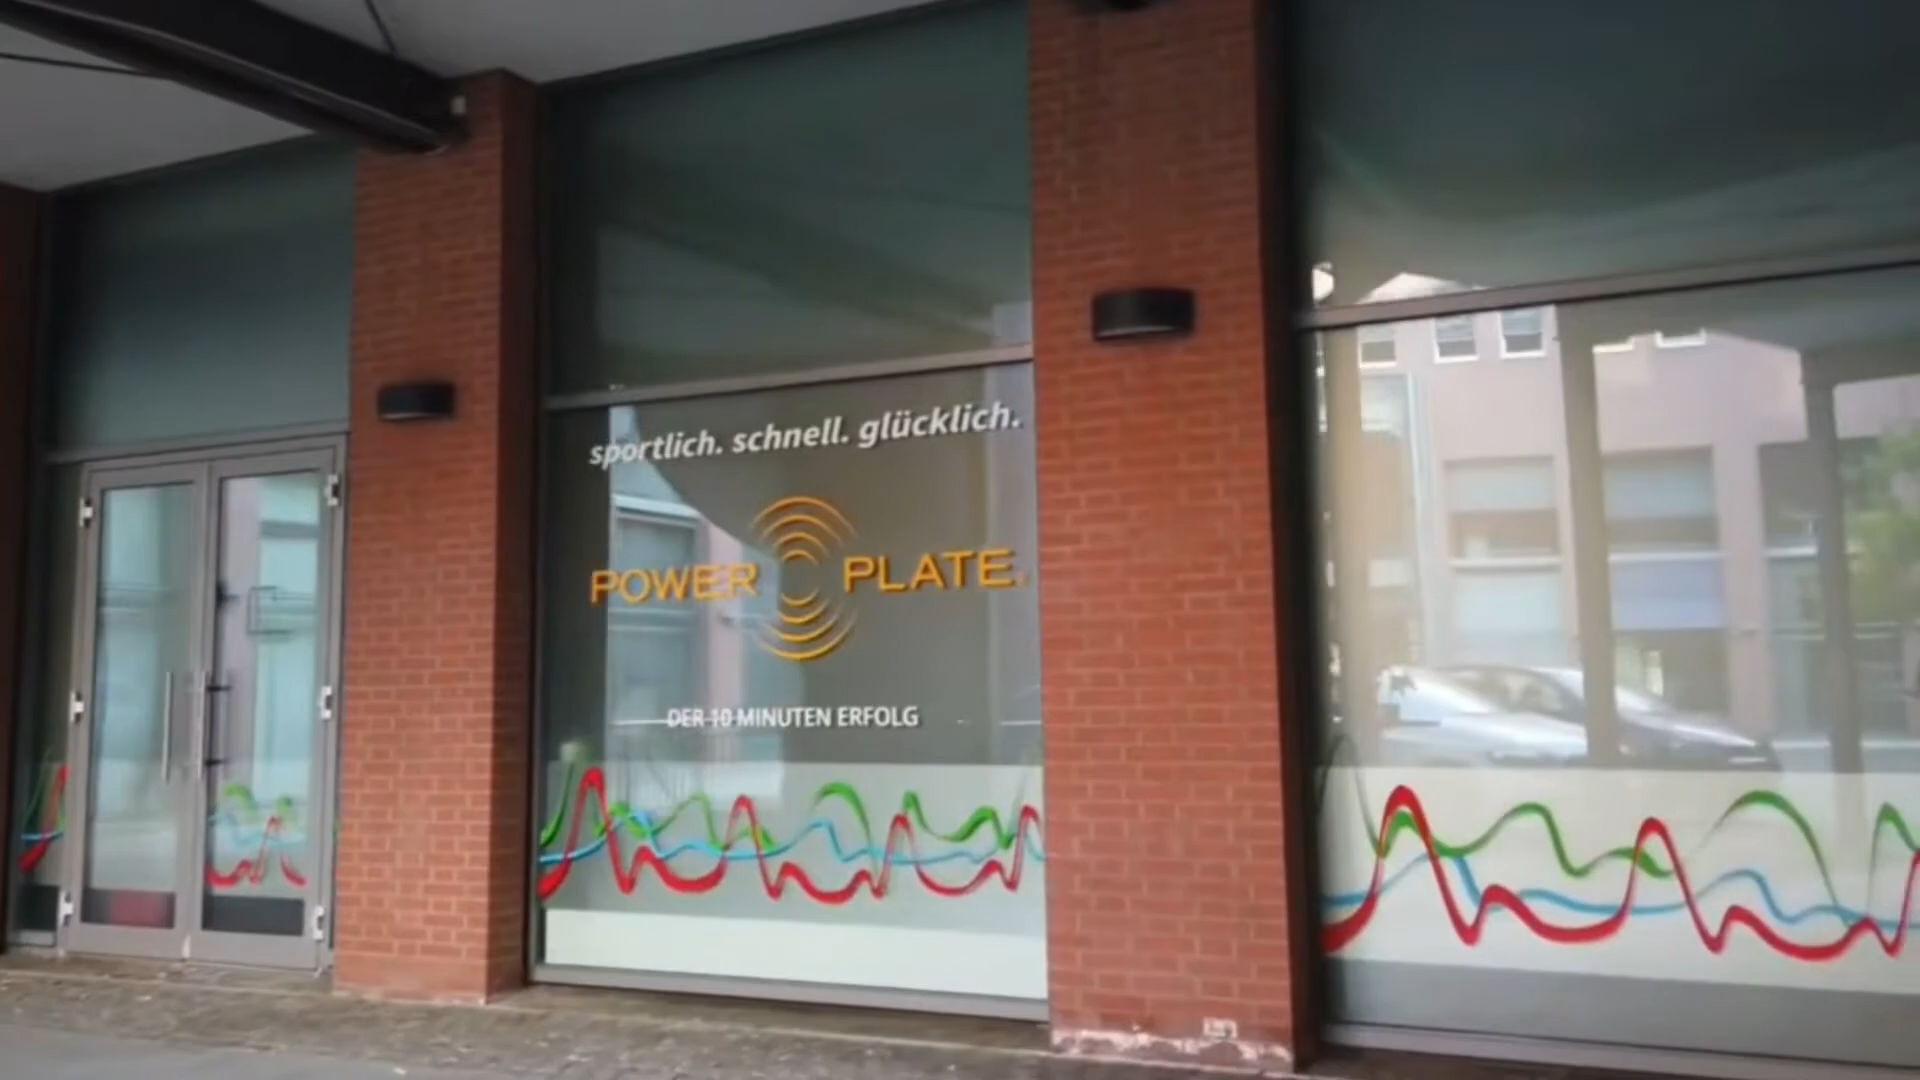 sportlich. schnell. glücklich.
POWER PLATE.
DER 10 MINUTEN ERFOLG